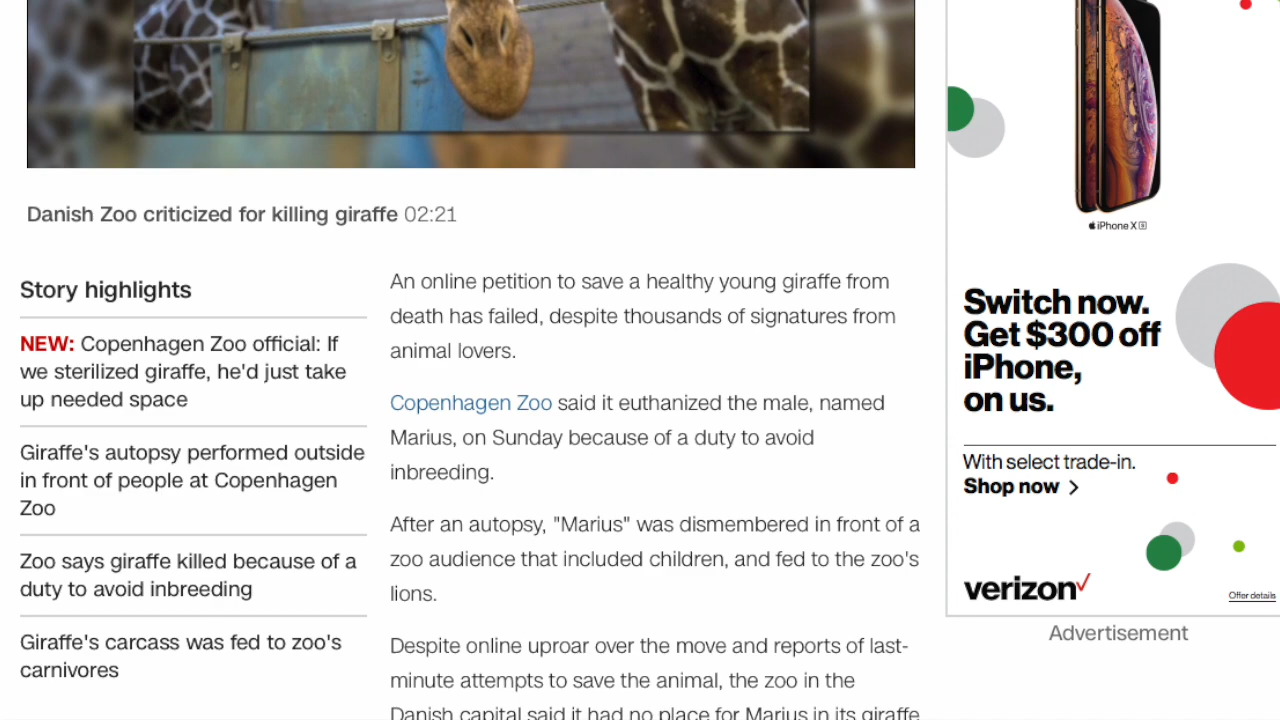 Danish Zoo criticized for killing giraffe 02:21
Story highlights
NEW: Copenhagen Zoo official: If
we sterilized giraffe, he'd just take
up needed space
Giraffe's autopsy performed outside
in front of people at Copenhagen
Zoo
Zoo says giraffe killed because of a
duty to avoid inbreeding
Giraffe's carcass was fed to zoo's
carnivores
An online petition to save a healthy young giraffe from
death has failed, despite thousands of signatures from
animal lovers.
Copenhagen Zoo said it euthanized the male, named
Marius, on Sunday because of a duty to avoid
inbreeding.
After an autopsy, "Marius" was dismembered in front of a
zoo audience that included children, and fed to the zoo's
lions.
Despite online uproar over the move and reports of last-
minute attempts to save the animal, the zoo in the
Danish capital said it had no place for Marius in its giraffe
iPhone XS
Switch now.
Get $300 off
iPhone,
on us.
With select trade-in.
Shop now >
verizon✓
Offer details
Advertisement